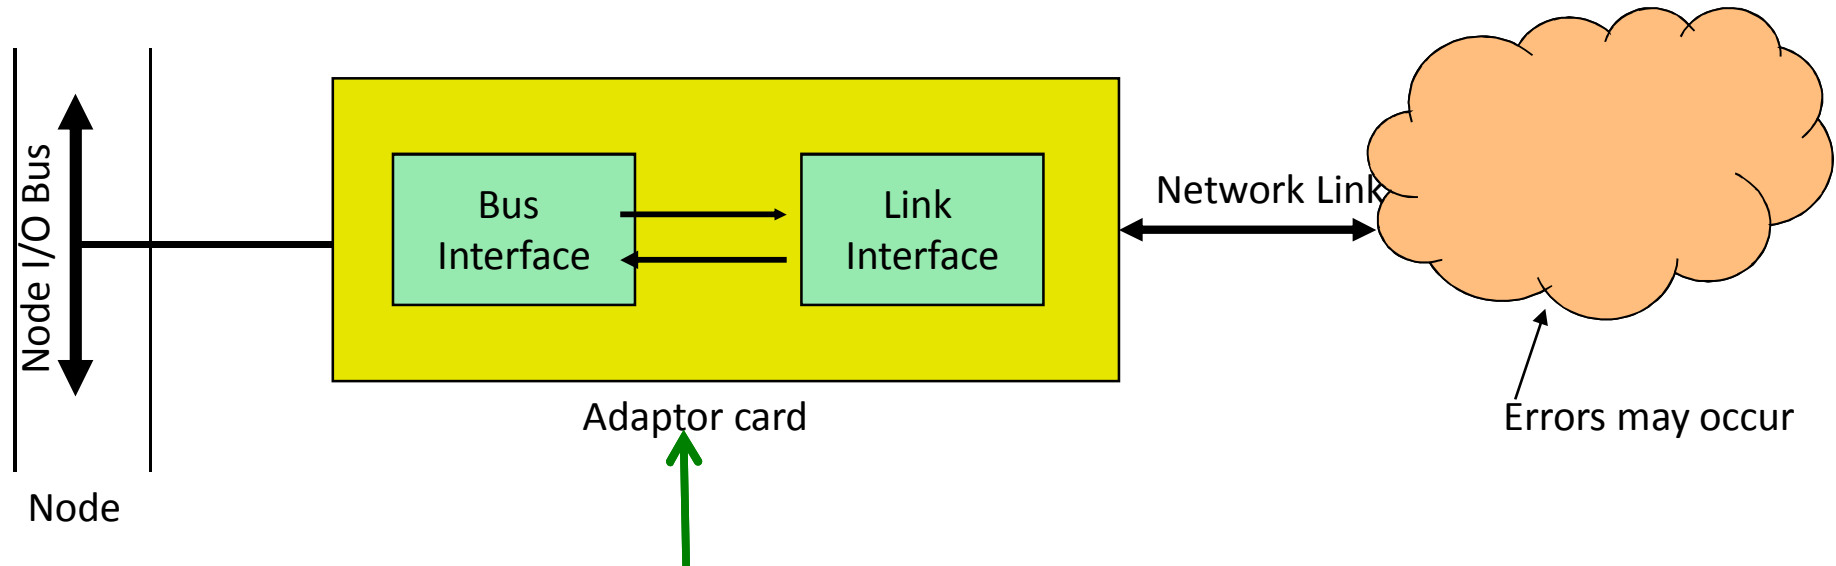 Node I/O Bus
Bus
Interface
Link
Interface
Network Link
Adaptor card
Errors may occur
Node